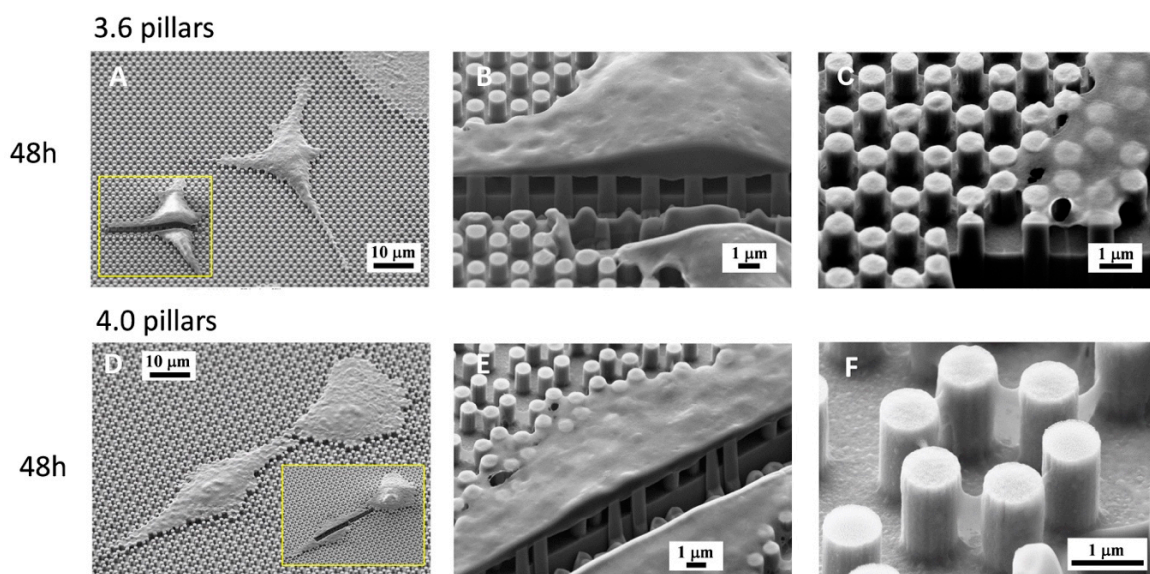 3.6 pillars
48h
A
10 μm
B
1 μm
C
1 μm
4.0 pillars
48h
D
10 μm
E
1 μm
F
1 μm